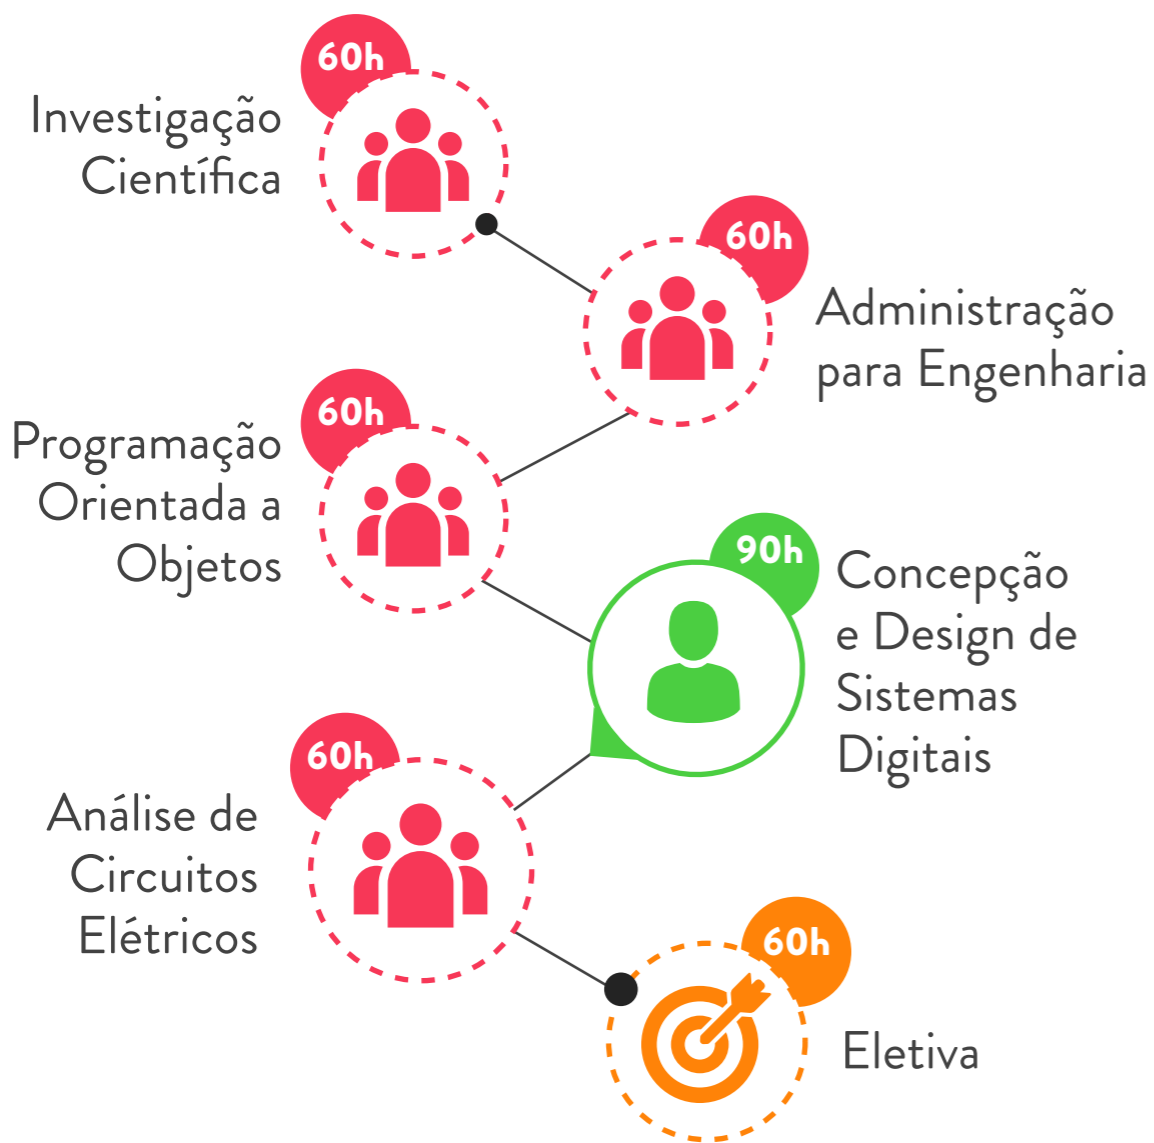 60h
Investigação
Científica
60h
Administração
para Engenharia
60h
Programação
Orientada a
Objetos
90h
Concepção
e Design de
Sistemas
Digitais
60h
Análise de
Circuitos
Elétricos
60h
Eletiva